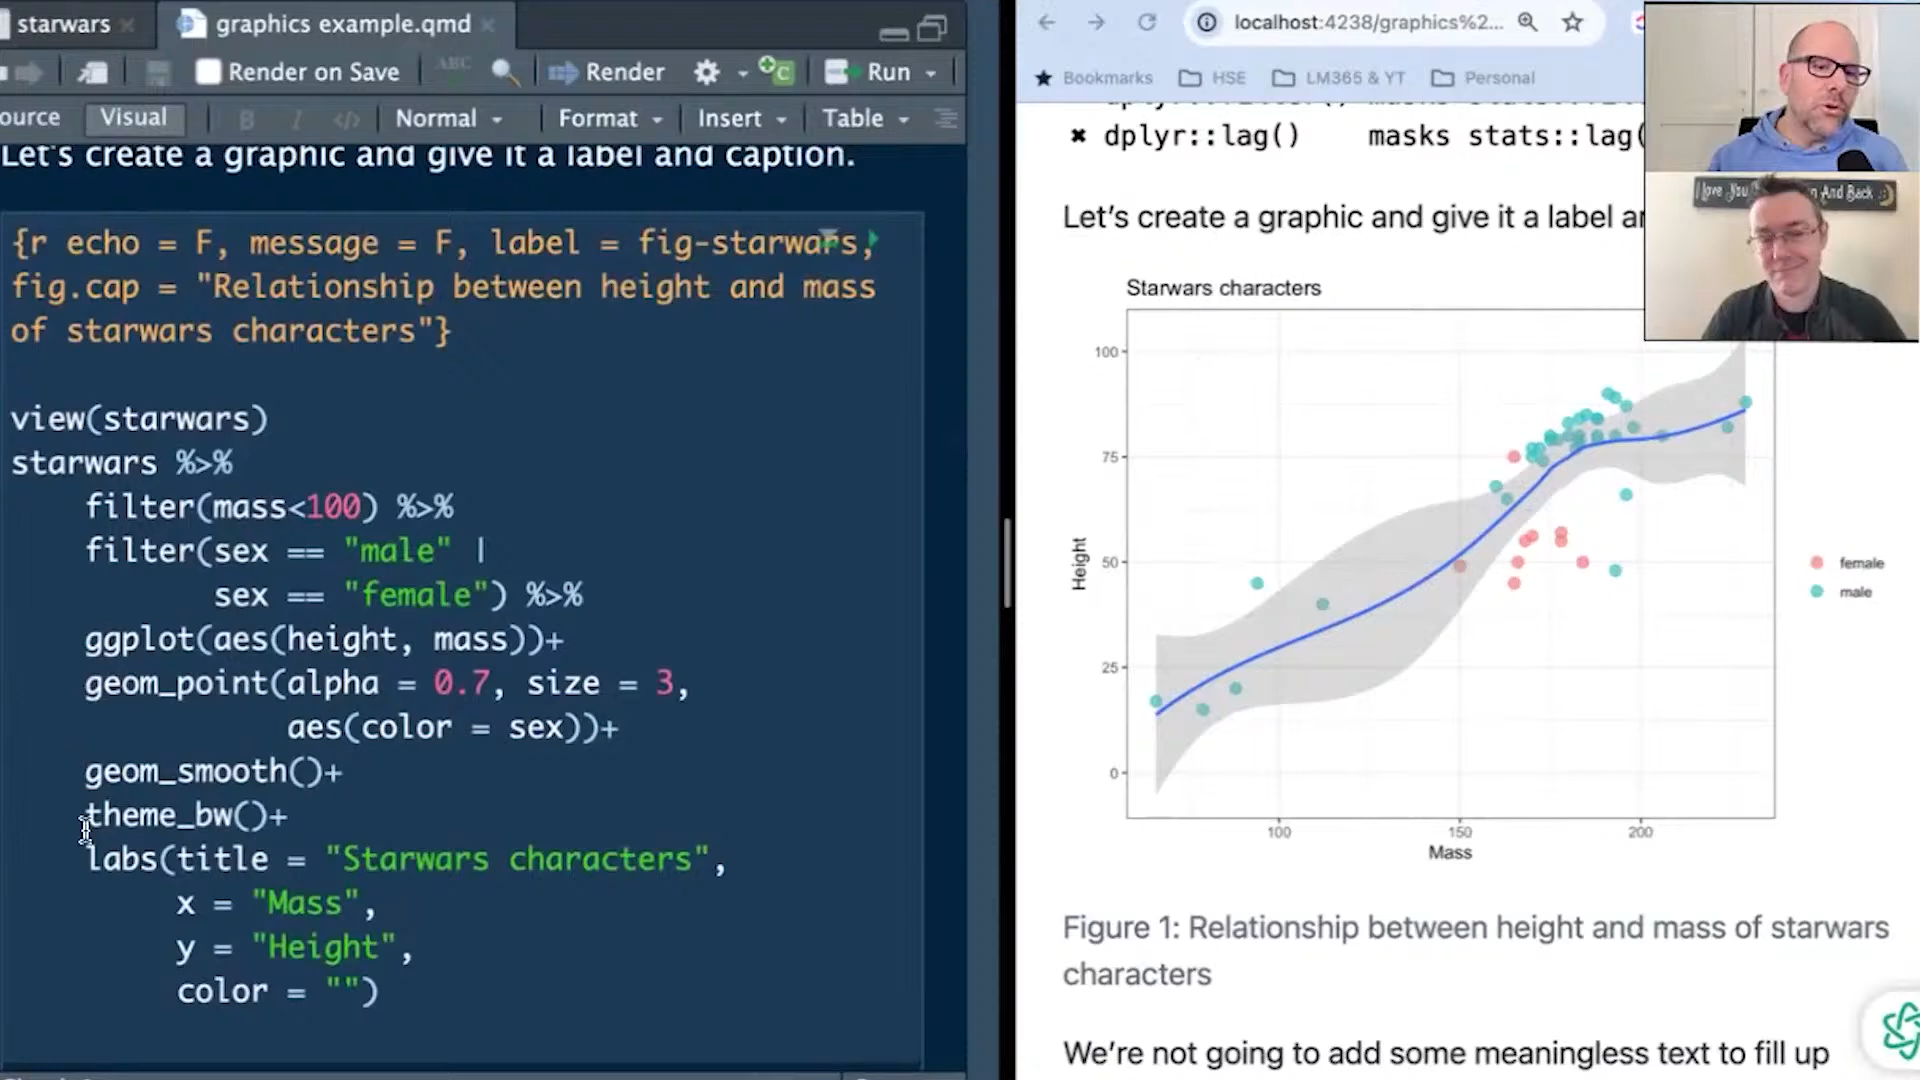 starwars
graphics example.qmd
Render on Save
ABC
Render
Run
ource
Visual
B
I
</>
Normal
Format
Insert
Table
Let's create a graphic and give it a label and caption.
{r echo = F, message = F, label = fig-starwars,
fig.cap = "Relationship between height and mass
of starwars characters"}
view(starwars)
starwars %>%
filter(mass<100) %>%
filter(sex == "male" |
sex == "female") %>%
ggplot(aes(height, mass))+
geom_point(alpha = 0.7, size = 3,
aes(color = sex))+
geom_smooth()+
theme_bw()+
labs(title = "Starwars characters",
x = "Mass",
y = "Height",
color = "")
localhost:4238/graphics%2...
Bookmarks
HSE
LM365 & YT
Personal
✖ dplyr::lag() masks stats::lag(
Let's create a graphic and give it a label
Starwars characters
100
75
50
25
0
Height
100
150
200
Mass
female
male
Figure 1: Relationship between height and mass of starwars
characters
We're not going to add some meaningless text to fill up
Love You
And Back